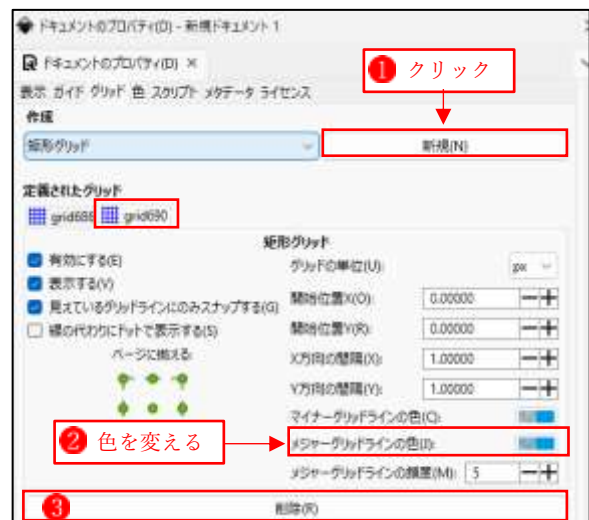 ドキュメントのプロパティ(D) - 新規ドキュメント 1
ドキュメントのプロパティ(D) ×
❶ クリック
表示 ガイド グリッド 色 スクリプト メタデータ ライセンス
作成
矩形グリッド 新規(N)
定義されたグリッド
grid688 grid690
矩形グリッド
有効にする(E) グリッドの単位(U): px
表示する(V)
見えているグリッドラインにのみスナップする(G) 開始位置X(O): 0.00000
線の代わりにドットで表示する(S) 開始位置Y(R): 0.00000
ページに揃える: X方向の間隔(X): 1.00000
Y方向の間隔(Y): 1.00000
マイナーグリッドラインの色(C):
❷ 色を変える メジャーグリッドラインの色(I):
メジャーグリッドラインの頻度(M): 5
❸ 削除(R)